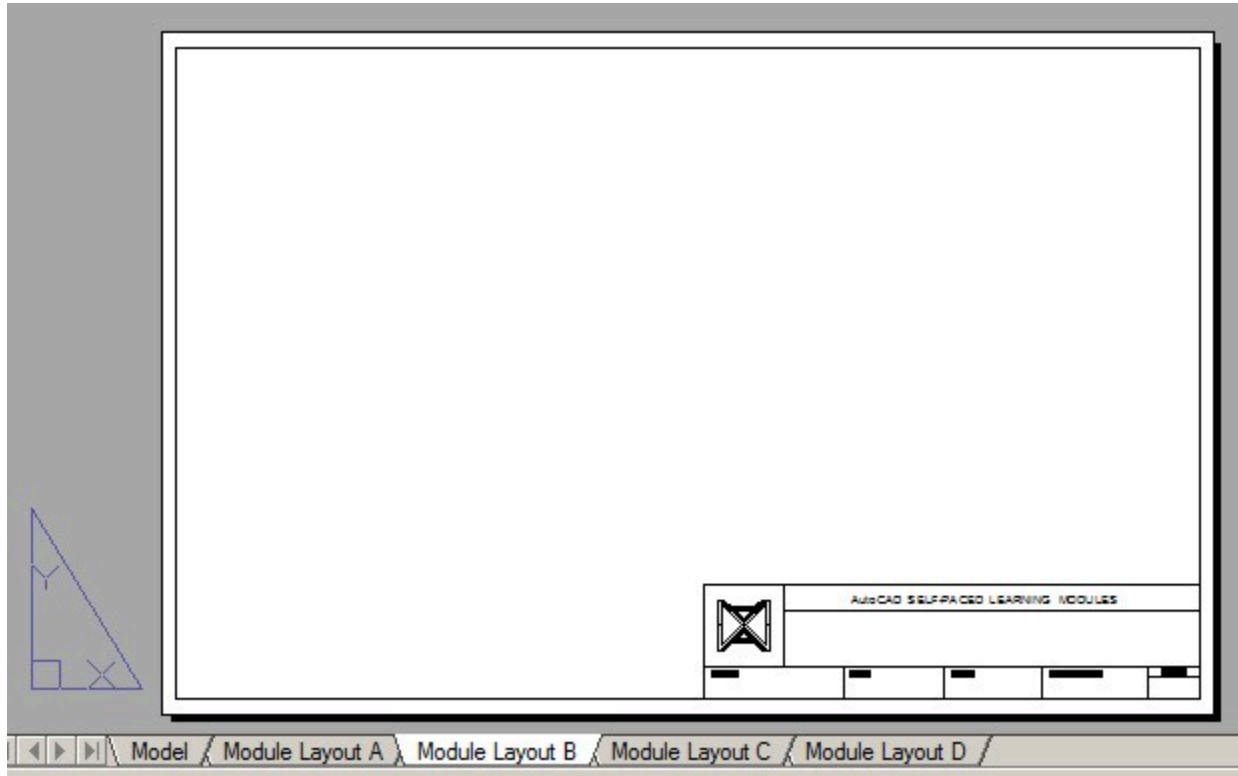 Y
X
AutoCAD SELF-PACED LEARNING MODULES
Model
Module Layout A
Module Layout B
Module Layout C
Module Layout D